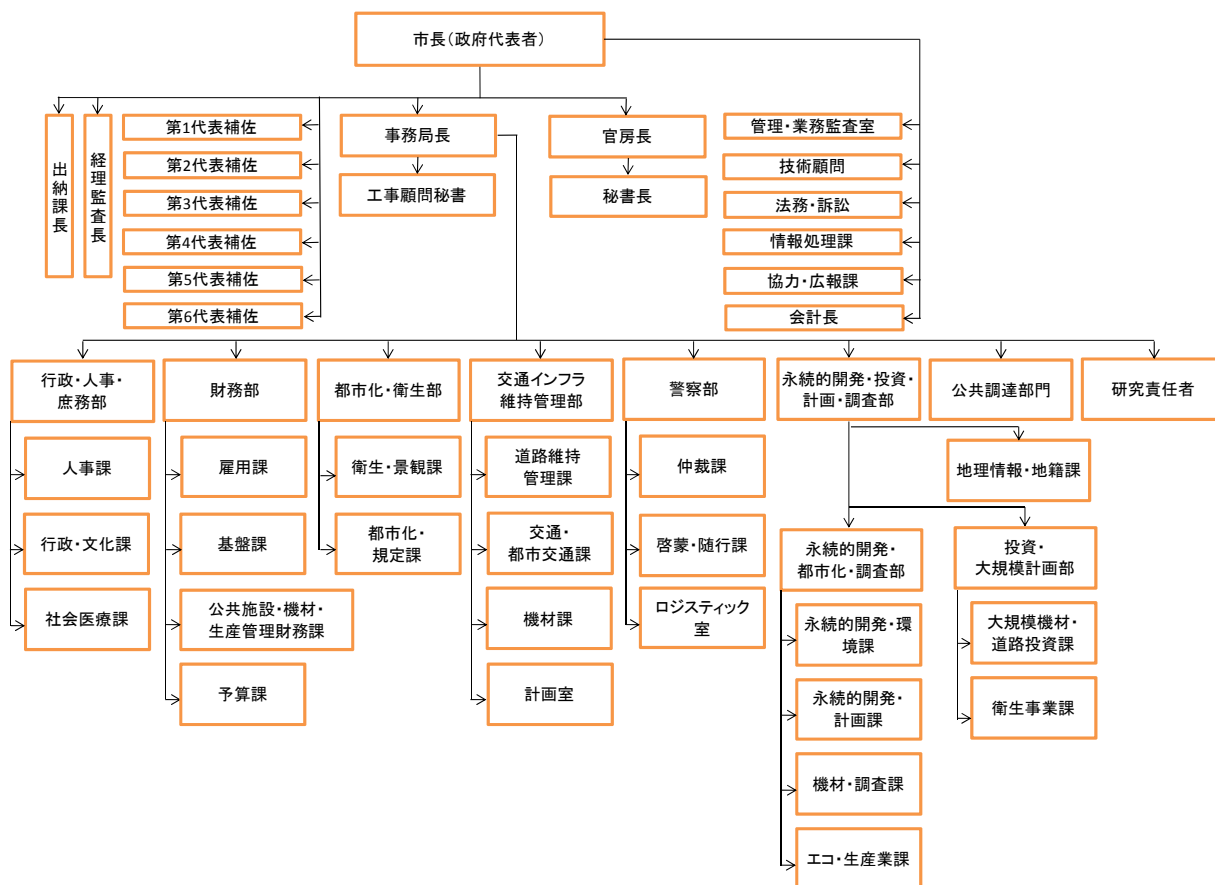 市長(政府代表者)
出納課長
経理監査長
第1代表補佐
第2代表補佐
第3代表補佐
第4代表補佐
第5代表補佐
第6代表補佐
事務局長
工事顧問秘書
官房長
秘書長
管理・業務監査室
技術顧問
法務・訴訟
情報処理課
協力・広報課
会計長
行政・人事・
庶務部
財務部
都市化・衛生部
交通インフラ
維持管理部
警察部
永続的開発・投資・
計画・調査部
公共調達部門
研究責任者
人事課
行政・文化課
社会医療課
雇用課
基盤課
公共施設・機材・
生産管理財務課
予算課
衛生・景観課
都市化・
規定課
道路維持
管理課
交通・
都市交通課
機材課
計画室
仲裁課
啓蒙・随行課
ロジスティック
室
地理情報・地籍課
永続的開発・
都市化・調査部
投資・
大規模計画部
永続的開発・環
境課
永続的開発・
計画課
機材・調査課
エコ・生産業課
大規模機材・
道路投資課
衛生事業課